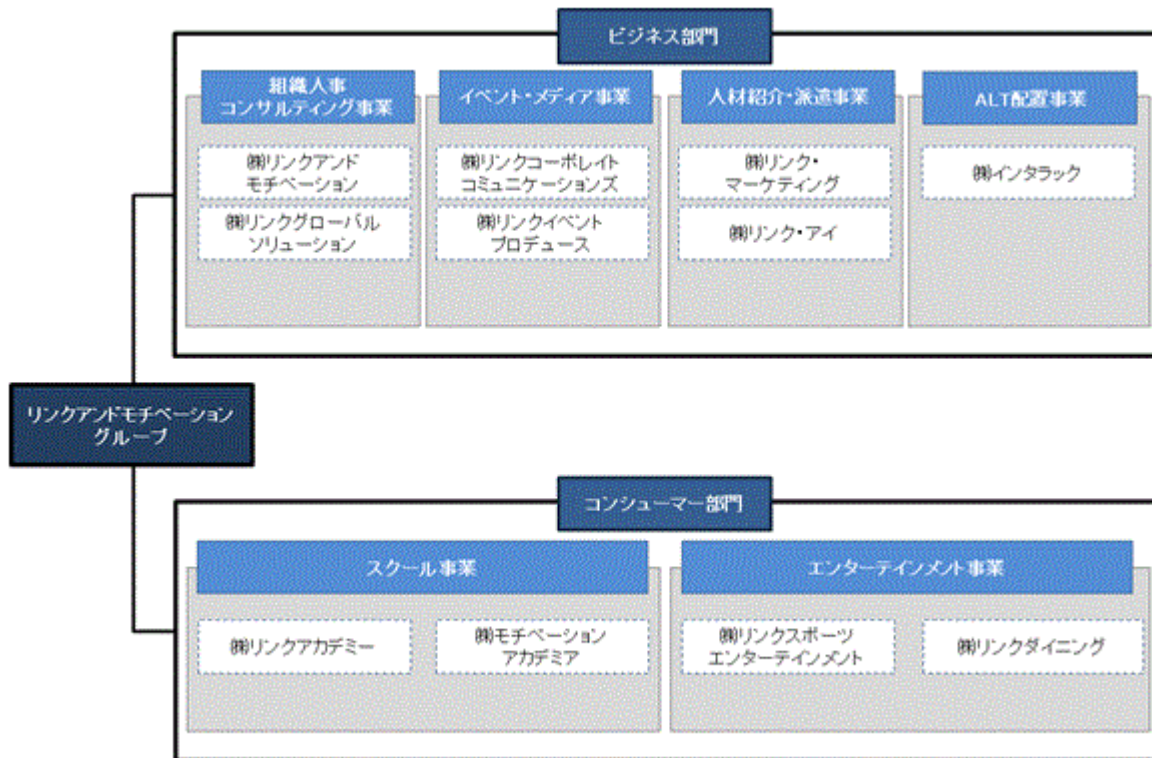 ビジネス部門
組織人事
コンサルティング事業
イベント・メディア事業
人材紹介・派遣事業
ALT配置事業
㈱リンクアンド
モチベーション
㈱リンクコーポレイト
コミュニケーションズ
㈱リンク・
マーケティング
㈱インタラック
㈱リンクグローバル
ソリューション
㈱リンクイベント
プロデュース
㈱リンク・アイ
リンクアンドモチベーション
グループ
コンシューマー部門
スクール事業
エンターテインメント事業
㈱リンクアカデミー
㈱モチベーション
アカデミア
㈱リンクスポーツ
エンターテインメント
㈱リンクダイニング